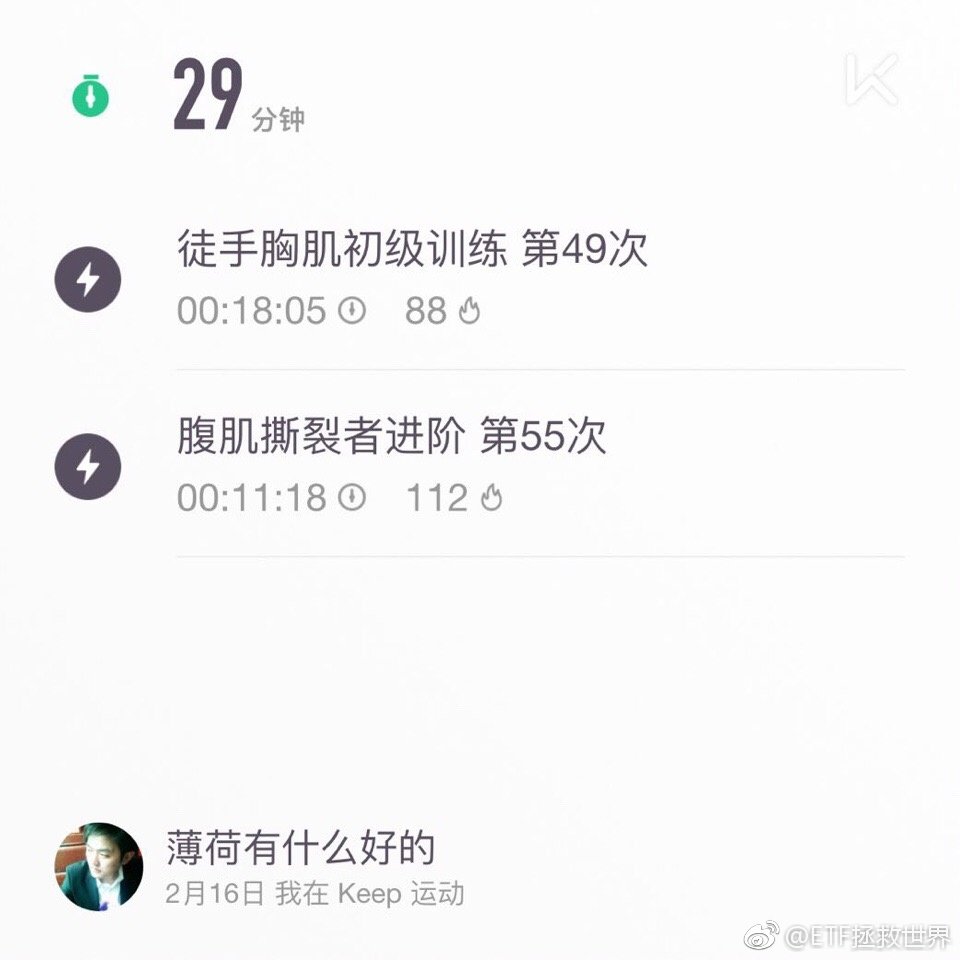 29 分钟
徒手胸肌初级训练 第49次
00:18:05 88
腹肌撕裂者进阶 第55次
00:11:18 112
薄荷有什么好的
2月16日 我在 Keep 运动
@ETF拯救世界